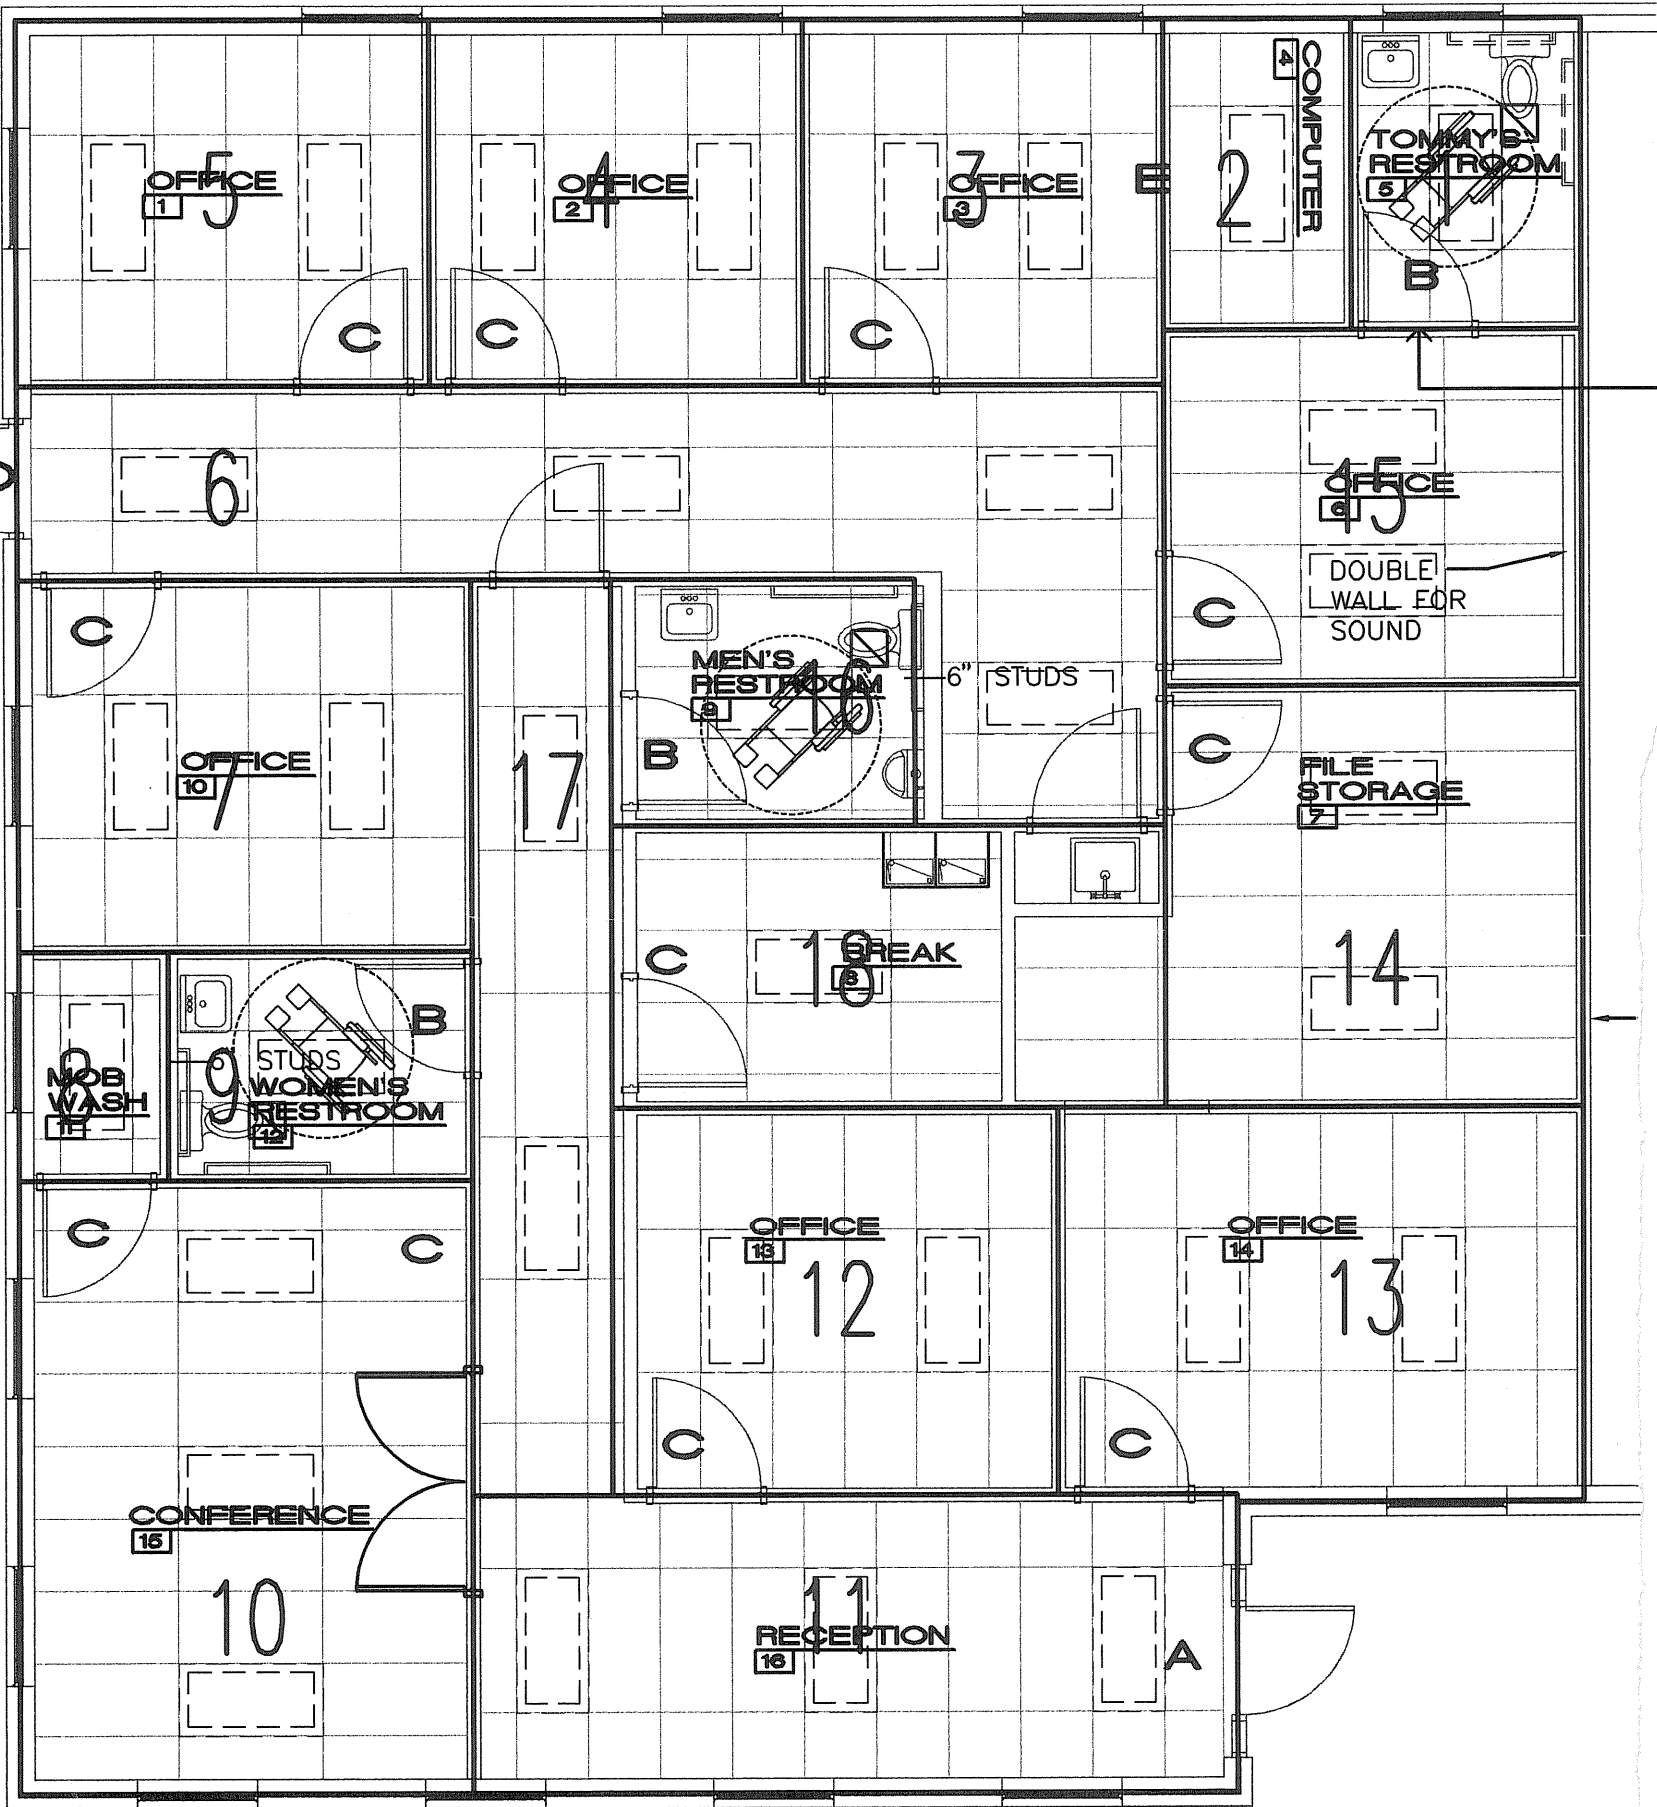 OFFICE
1
5
OFFICE
2
4
OFFICE
3
3
E
2
COMPUTER
4
TOMMY'S
RESTROOM
5
1
B
C
C
C
6
OFFICE
6
15
DOUBLE
WALL FOR
SOUND
C
C
MEN'S
RESTROOM
9
16
B
6" STUDS
OFFICE
10
7
17
C
FILE
STORAGE
7
14
C
BREAK
8
18
MOB
WASH
11
8
9
STUDS
WOMEN'S
RESTROOM
12
B
C
C
OFFICE
13
12
OFFICE
14
13
C
C
CONFERENCE
15
10
RECEPTION
16
11
A